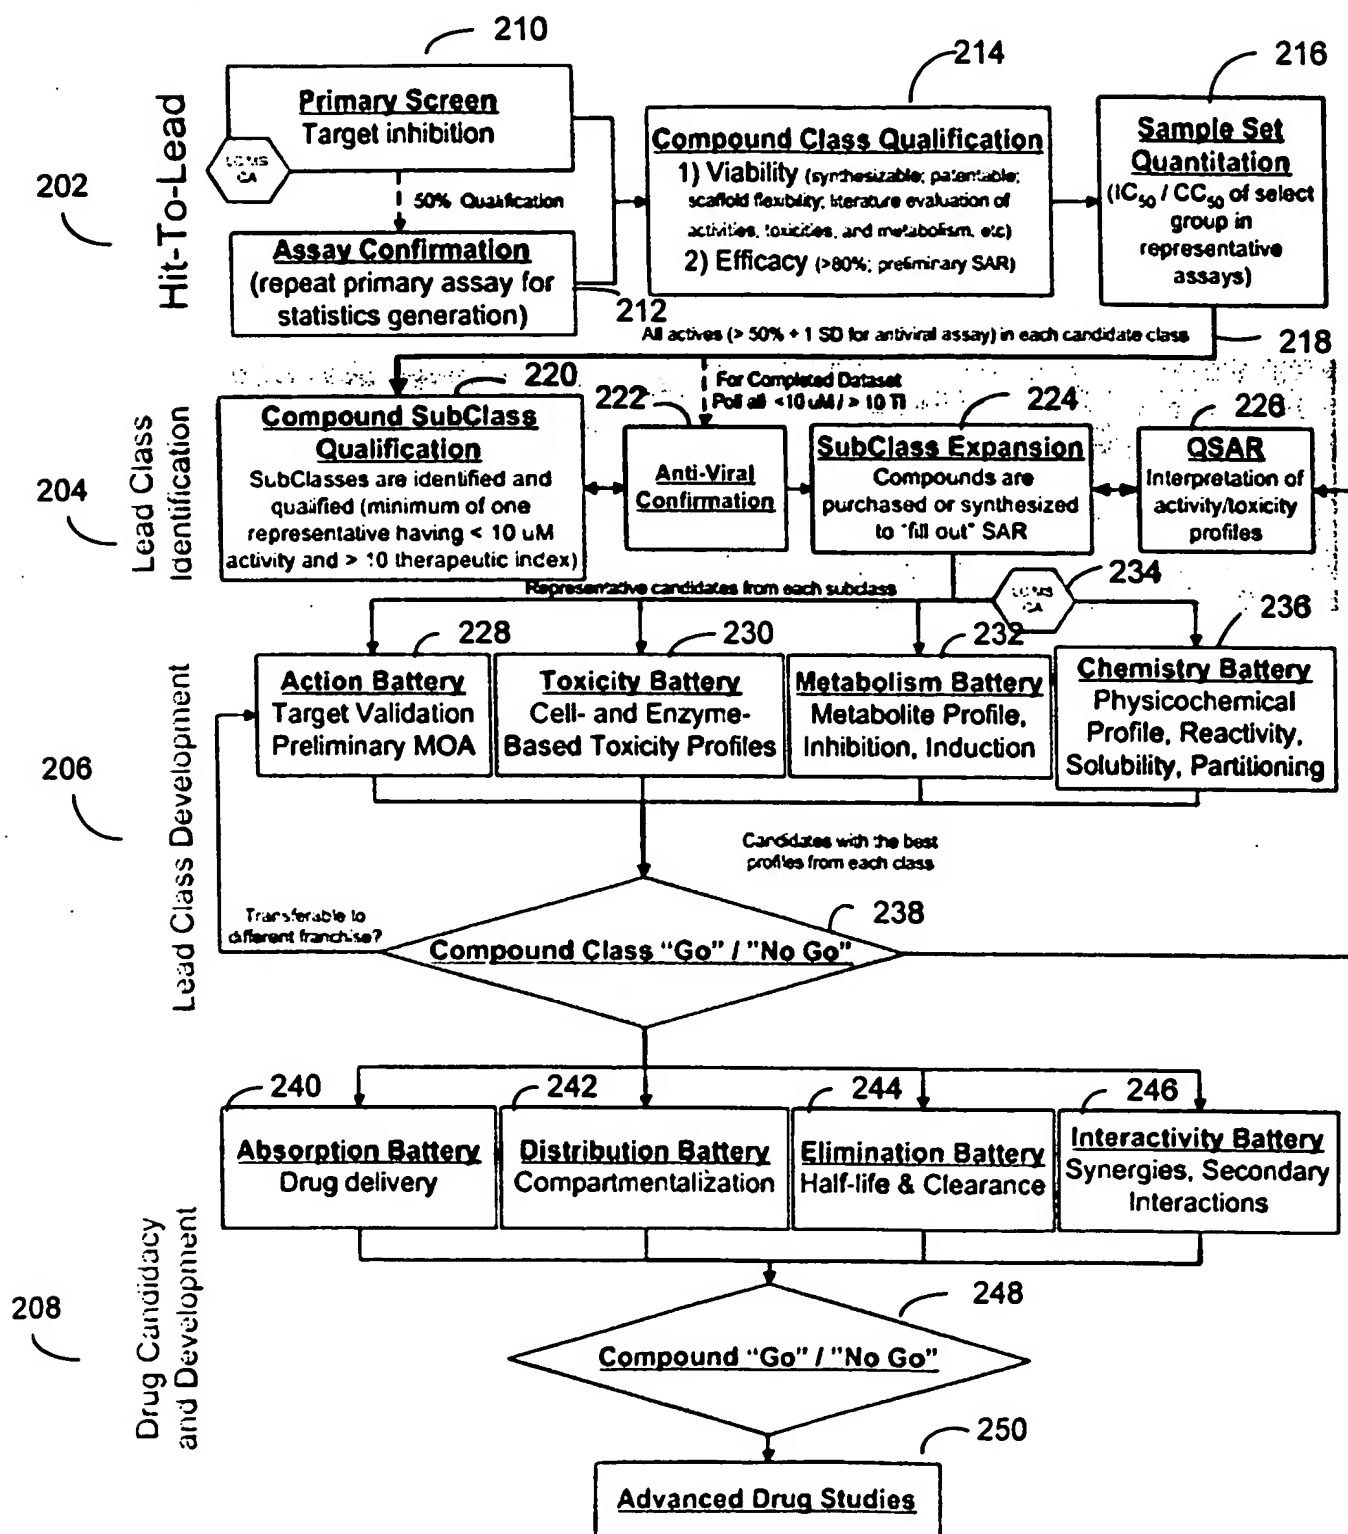 210
Primary Screen
Target inhibition
50% Qualification
Assay Confirmation
(repeat primary assay for
statistics generation)
212
202
Hit-To-Lead
214
Compound Class Qualification
1) Viability (synthesizable; patentable;
scaffold flexibility; literature evaluation of
activities, toxicities, and metabolism, etc)
2) Efficacy (>80%; preliminary SAR)
216
Sample Set
Quantitation
(IC50 / CC50 of select
group in
representative
assays)
All actives (> 50% + 1 SD for antiviral assay) in each candidate class
218
204
Lead Class
Identification
220
Compound SubClass
Qualification
SubClasses are identified and
qualified (minimum of one
representative having < 10 uM
activity and > 10 therapeutic index)
For Completed Dataset
Poll all <10 uM / > 10 TI
222
Anti-Viral
Confirmation
224
SubClass Expansion
Compounds are
purchased or synthesized
to "fill out" SAR
226
QSAR
Interpretation of
activity/toxicity
profiles
Representative candidates from each subclass
234
206
Lead Class Development
228
Action Battery
Target Validation
Preliminary MOA
230
Toxicity Battery
Cell- and Enzyme-
Based Toxicity Profiles
232
Metabolism Battery
Metabolite Profile,
Inhibition, Induction
236
Chemistry Battery
Physicochemical
Profile, Reactivity,
Solubility, Partitioning
Candidates with the best
profiles from each class
Transferable to
different franchise?
238
Compound Class "Go" / "No Go"
208
Drug Candidacy
and Development
240
Absorption Battery
Drug delivery
242
Distribution Battery
Compartmentalization
244
Elimination Battery
Half-life & Clearance
246
Interactivity Battery
Synergies, Secondary
Interactions
248
Compound "Go" / "No Go"
250
Advanced Drug Studies